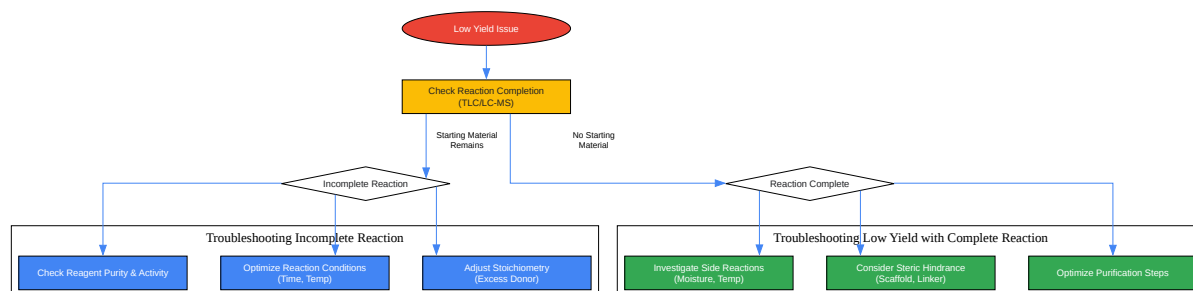 Low Yield Issue
Check Reaction Completion
(TLC/LC-MS)
Starting Material
Remains
No Starting
Material
Incomplete Reaction
Reaction Complete
Troubleshooting Incomplete Reaction
Check Reagent Purity & Activity
Optimize Reaction Conditions
(Time, Temp)
Adjust Stoichiometry
(Excess Donor)
Troubleshooting Low Yield with Complete Reaction
Investigate Side Reactions
(Moisture, Temp)
Consider Steric Hindrance
(Scaffold, Linker)
Optimize Purification Steps